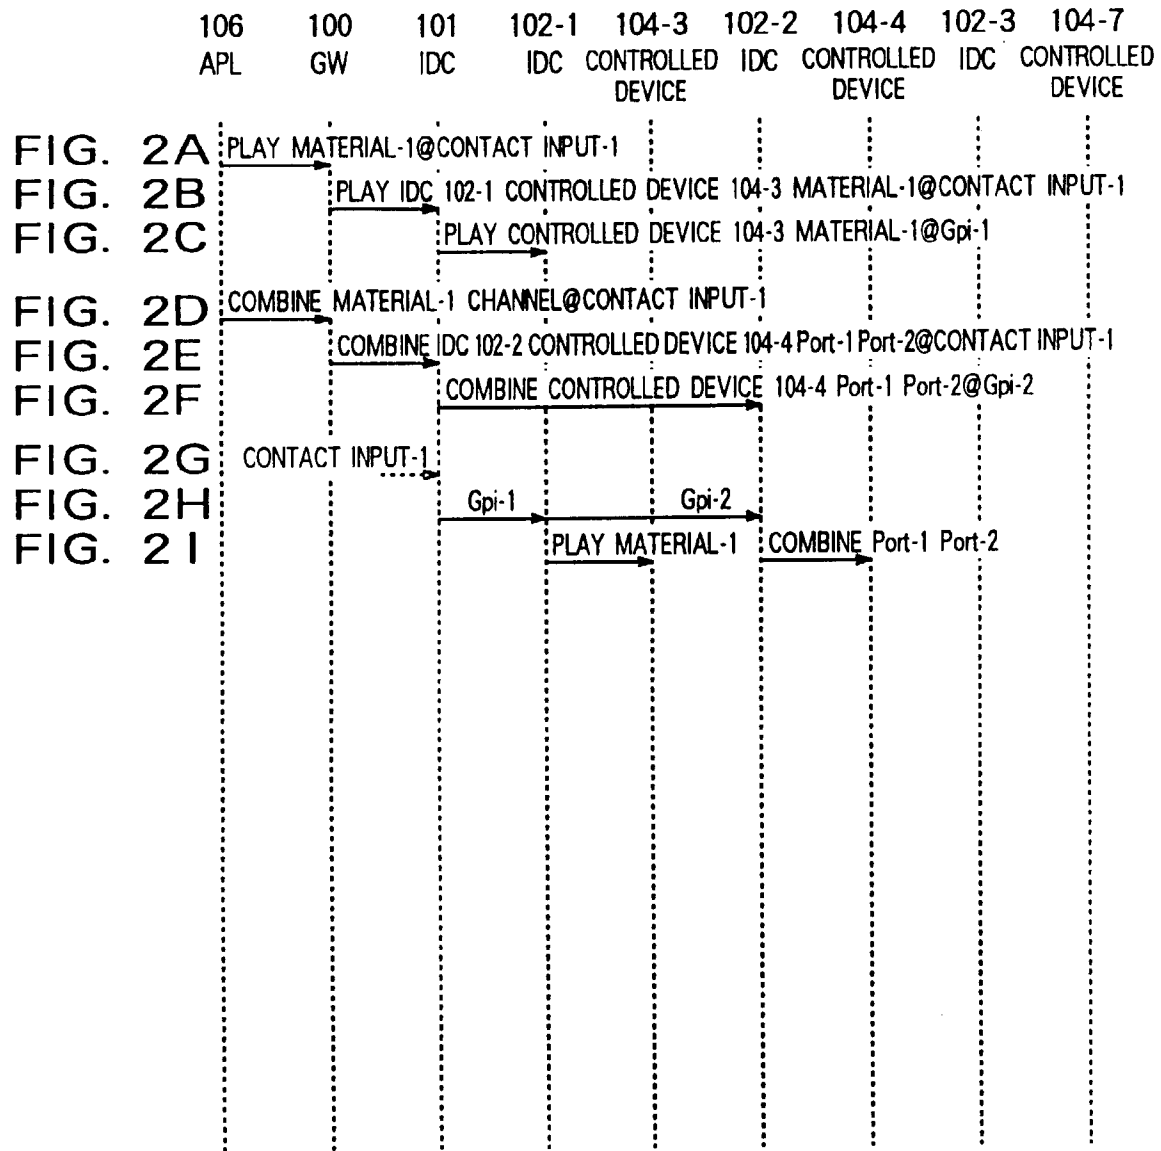 106 100 101 102-1 104-3 102-2 104-4 102-3 104-7
APL GW IDC IDC CONTROLLED IDC CONTROLLED IDC CONTROLLED
DEVICE DEVICE DEVICE
FIG. 2A PLAY MATERIAL-1@CONTACT INPUT-1
FIG. 2B PLAY IDC 102-1 CONTROLLED DEVICE 104-3 MATERIAL-1@CONTACT INPUT-1
FIG. 2C PLAY CONTROLLED DEVICE 104-3 MATERIAL-1@Gpi-1
FIG. 2D COMBINE MATERIAL-1 CHANNEL@CONTACT INPUT-1
FIG. 2E COMBINE IDC 102-2 CONTROLLED DEVICE 104-4 Port-1 Port-2@CONTACT INPUT-1
FIG. 2F COMBINE CONTROLLED DEVICE 104-4 Port-1 Port-2@Gpi-2
FIG. 2G CONTACT INPUT-1
FIG. 2H Gpi-1 Gpi-2
FIG. 2I PLAY MATERIAL-1 COMBINE Port-1 Port-2